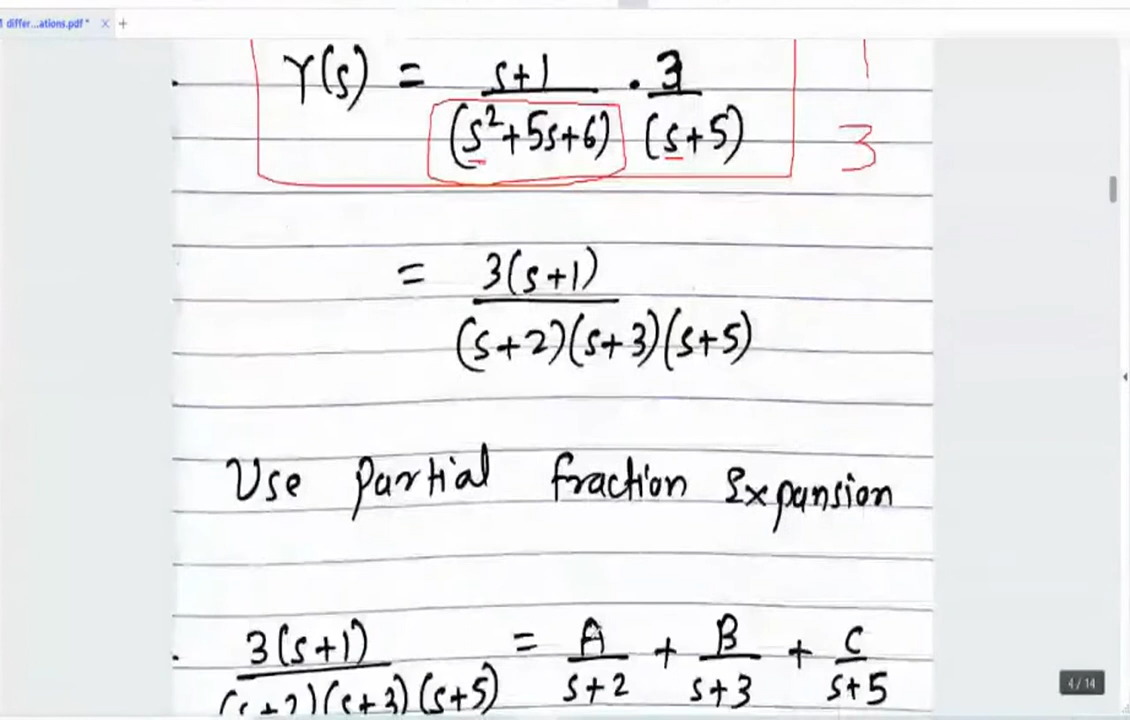 differ...ations.pdf * × +
Y(s) = s+1 / (s²+5s+6) . 3 / (s+5)
1
3
= 3(s+1) / (s+2)(s+3)(s+5)
Use Partial fraction Expansion
3(s+1) / (s+2)(s+3)(s+5) = A / s+2 + B / s+3 + C / s+5
4 / 14